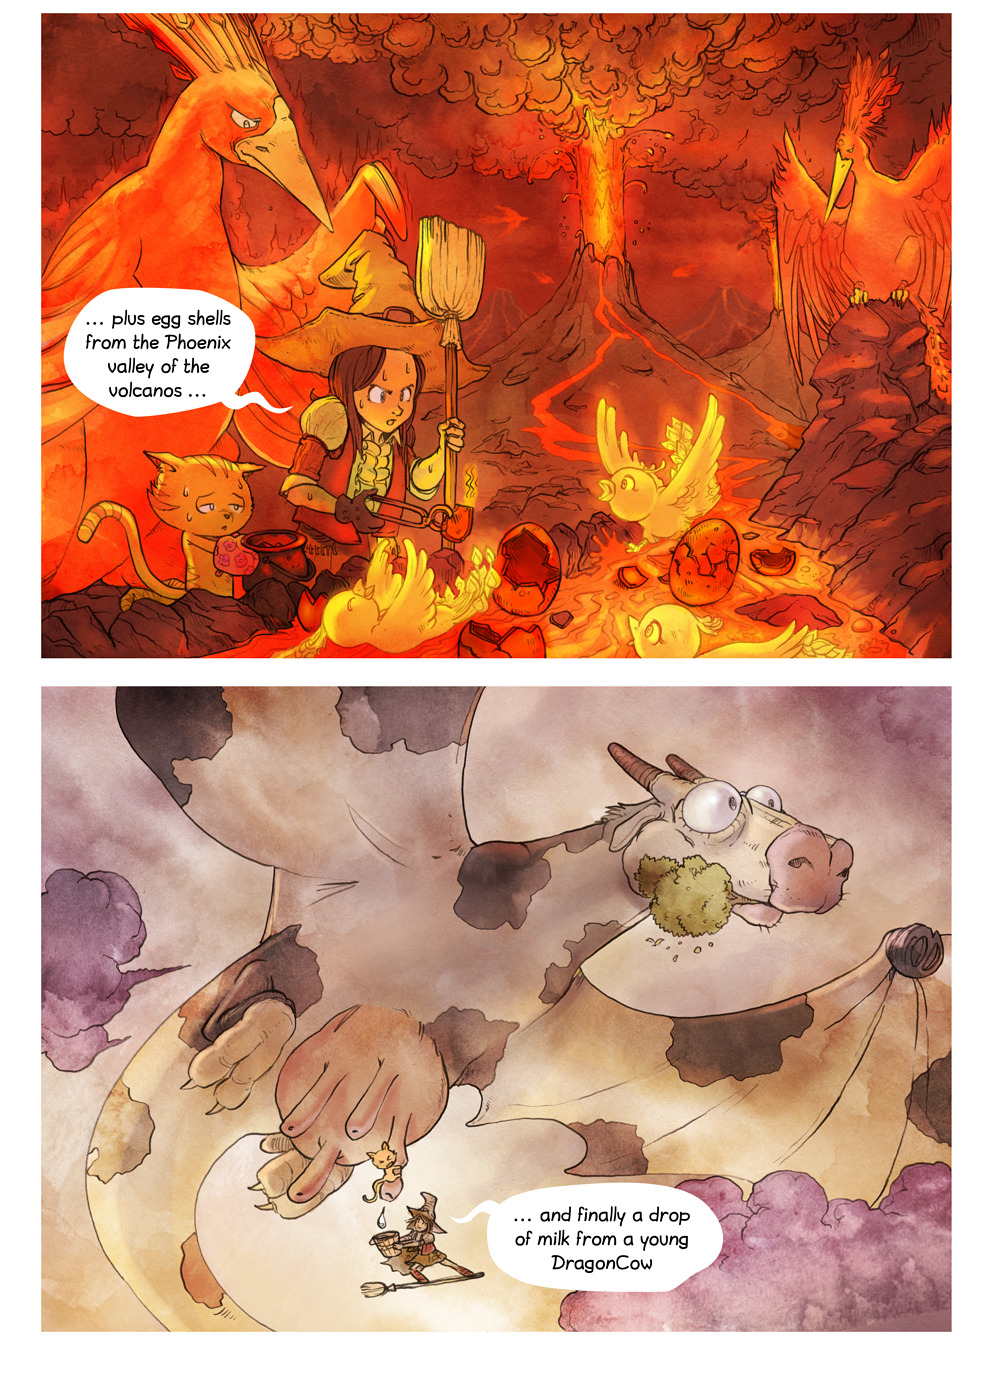 ... plus egg shells
from the Phoenix
valley of the
volcanos ...
... and finally a drop
of milk from a young
DragonCow